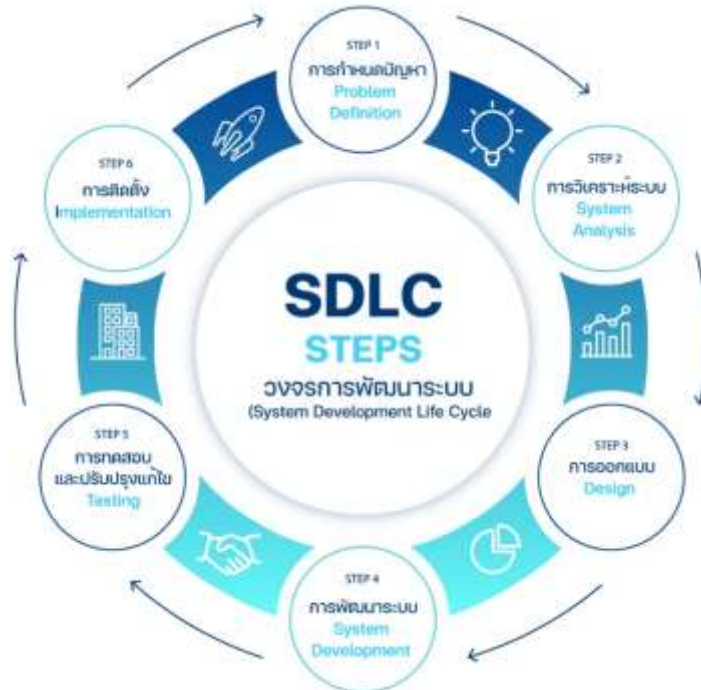 SDLC
STEPS
วงจรการพัฒนาระบบ
(System Development Life Cycle
STEP 1
การกำหนดปัญหา
Problem
Definition
STEP 2
การวิเคราะห์ระบบ
System
Analysis
STEP 3
การออกแบบ
Design
STEP 4
การพัฒนาระบบ
System
Development
STEP 5
การทดสอบ
และปรับปรุงแก้ไข
Testing
STEP 6
การติดตั้ง
Implementation